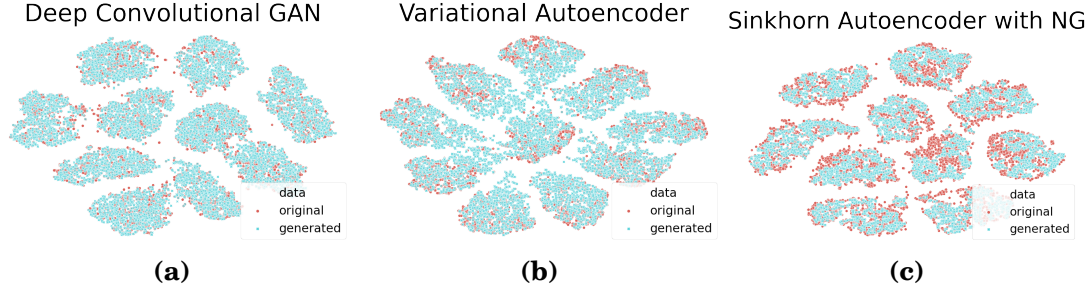 Deep Convolutional GAN
data
original
generated
(a)
Variational Autoencoder
data
original
generated
(b)
Sinkhorn Autoencoder with NG
data
original
generated
(c)